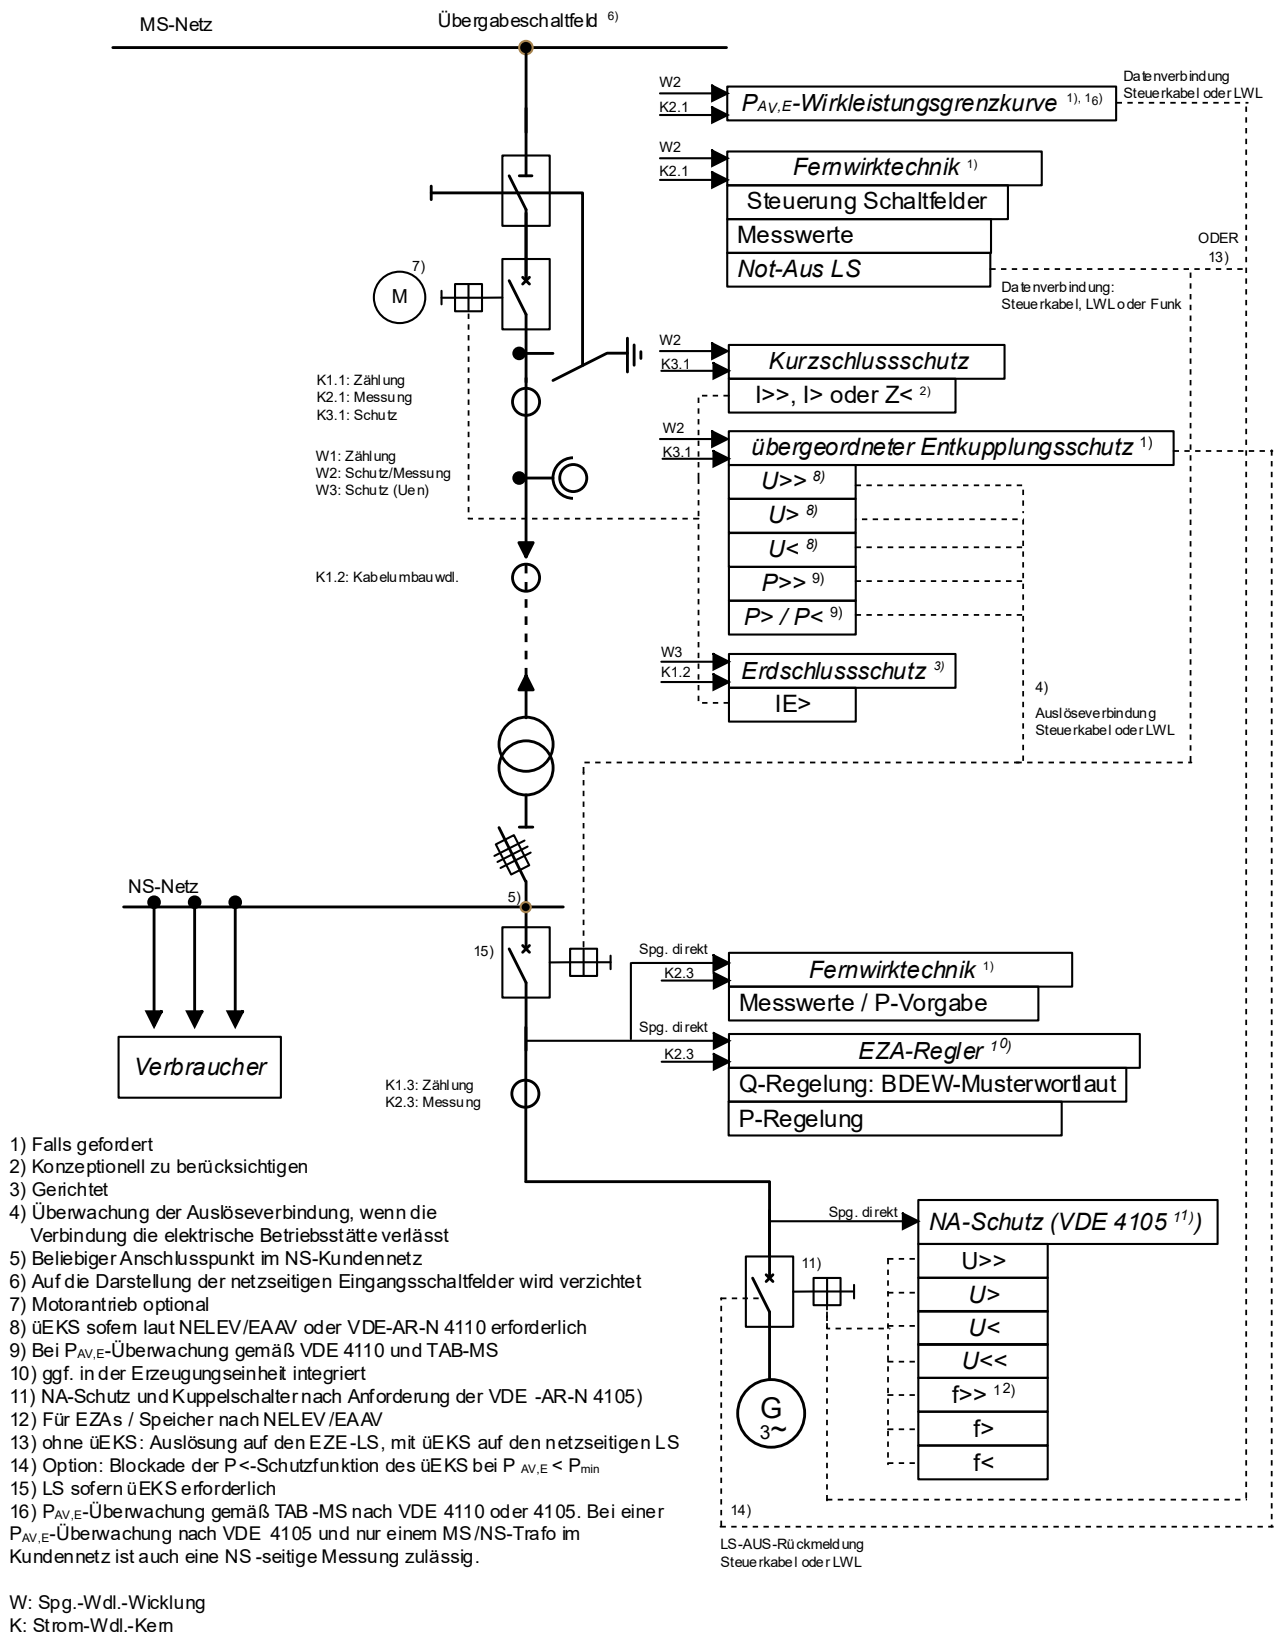 MS-Netz
Übergabeschaltfeld 6)
W2
K2.1
PAV,E-Wirkleistungsgrenzkurve 1), 16)
Datenverbindung
Steuerkabel oder LWL
W2
K2.1
Fernwirktechnik 1)
Steuerung Schaltfelder
Messwerte
Not-Aus LS
ODER
13)
Datenverbindung:
Steuerkabel, LWL oder Funk
7)
M
W2
K3.1
Kurzschlussschutz
I>>, I> oder Z< 2)
K1.1: Zählung
K2.1: Messung
K3.1: Schutz
W1: Zählung
W2: Schutz/Messung
W3: Schutz (Uen)
W2
K3.1
übergeordneter Entkupplungsschutz 1)
U>> 8)
U> 8)
U< 8)
P>> 9)
P> / P< 9)
K1.2: Kabelumbauwdl.
W3
K1.2
Erdschlussschutz 3)
IE>
4)
Auslöseverbindung
Steuerkabel oder LWL
NS-Netz
5)
15)
Verbraucher
Spg. direkt
K2.3
Fernwirktechnik 1)
Messwerte / P-Vorgabe
Spg. direkt
K2.3
EZA-Regler 10)
Q-Regelung: BDEW-Musterwortlaut
P-Regelung
K1.3: Zählung
K2.3: Messung
Spg. direkt
NA-Schutz (VDE 4105 11))
U>>
U>
U<
U<<
f>> 12)
f>
f<
11)
G
3~
14)
LS-AUS-Rückmeldung
Steuerkabel oder LWL
1) Falls gefordert
2) Konzeptionell zu berücksichtigen
3) Gerichtet
4) Überwachung der Auslöseverbindung, wenn die
Verbindung die elektrische Betriebsstätte verlässt
5) Beliebiger Anschlusspunkt im NS-Kundennetz
6) Auf die Darstellung der netzseitigen Eingangsschaltfelder wird verzichtet
7) Motorantrieb optional
8) üEKS sofern laut NELEV/EAAV oder VDE-AR-N 4110 erforderlich
9) Bei PAV,E-Überwachung gemäß VDE 4110 und TAB-MS
10) ggf. in der Erzeugungseinheit integriert
11) NA-Schutz und Kuppelschalter nach Anforderung der VDE -AR-N 4105)
12) Für EZAs / Speicher nach NELEV/EAAV
13) ohne üEKS: Auslösung auf den EZE-LS, mit üEKS auf den netzseitigen LS
14) Option: Blockade der P<-Schutzfunktion des üEKS bei P AV,E < Pmin
15) LS sofern üEKS erforderlich
16) PAV,E-Überwachung gemäß TAB -MS nach VDE 4110 oder 4105. Bei einer
PAV,E-Überwachung nach VDE 4105 und nur einem MS/NS-Trafo im
Kundennetz ist auch eine NS -seitige Messung zulässig.
W: Spg.-Wdl.-Wicklung
K: Strom-Wdl.-Kern